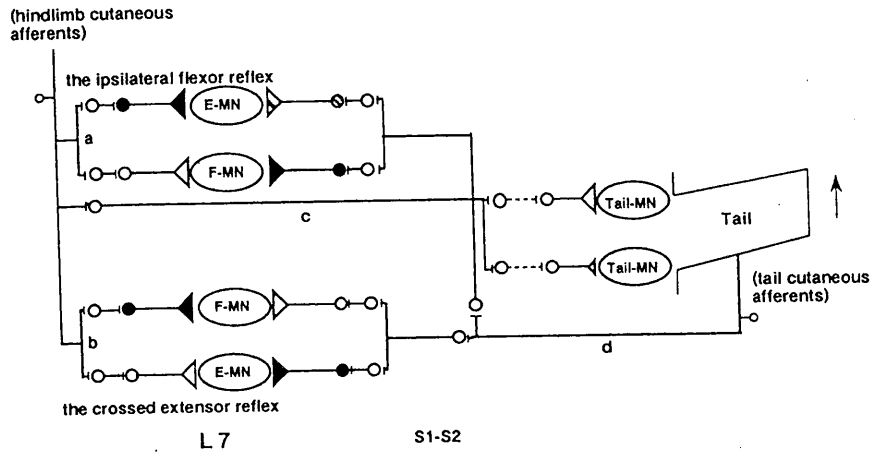 (hindlimb cutaneous
afferents)
the ipsilateral flexor reflex
E-MN
a
F-MN
c
Tail-MN
Tail
Tail-MN
(tail cutaneous
afferents)
F-MN
b
d
E-MN
the crossed extensor reflex
L7
S1-S2